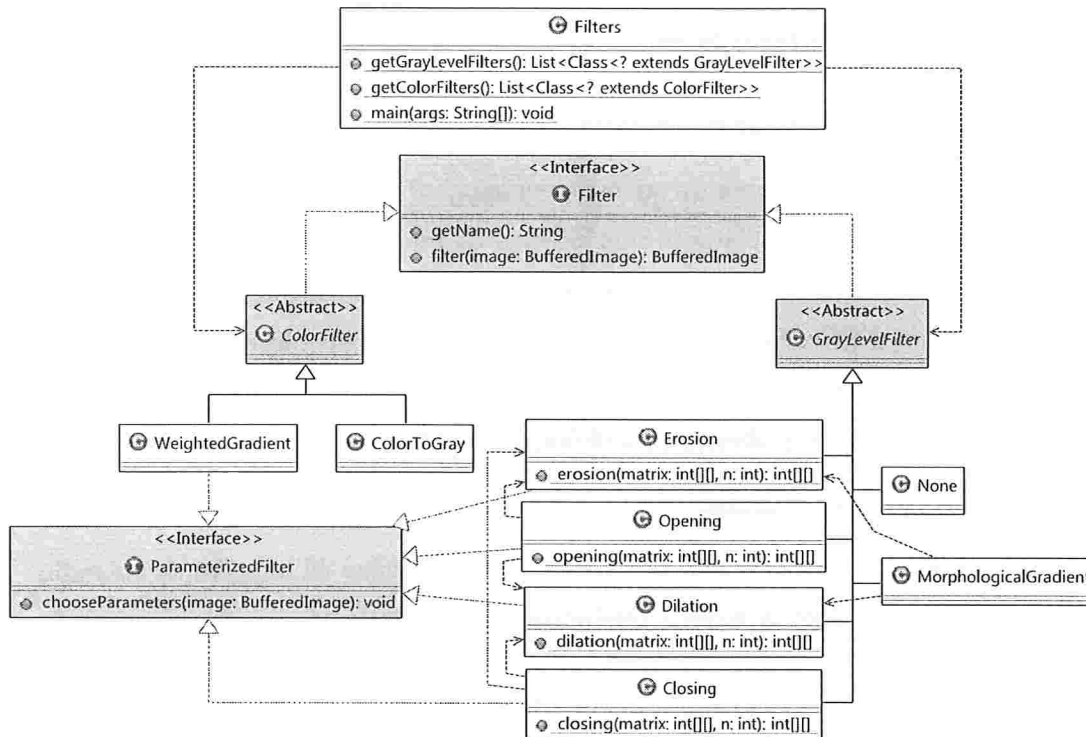 Filters
getGrayLevelFilters(): List<Class<? extends GrayLevelFilter>>
getColorFilters(): List<Class<? extends ColorFilter>>
main(args: String[]): void
<<Interface>>
Filter
getName(): String
filter(image: BufferedImage): BufferedImage
<<Abstract>>
ColorFilter
<<Abstract>>
GrayLevelFilter
WeightedGradient
ColorToGray
Erosion
erosion(matrix: int[][], n: int): int[][]
None
Opening
opening(matrix: int[][], n: int): int[][]
<<Interface>>
ParameterizedFilter
chooseParameters(image: BufferedImage): void
MorphologicalGradient
Dilation
dilation(matrix: int[][], n: int): int[][]
Closing
closing(matrix: int[][], n: int): int[][]